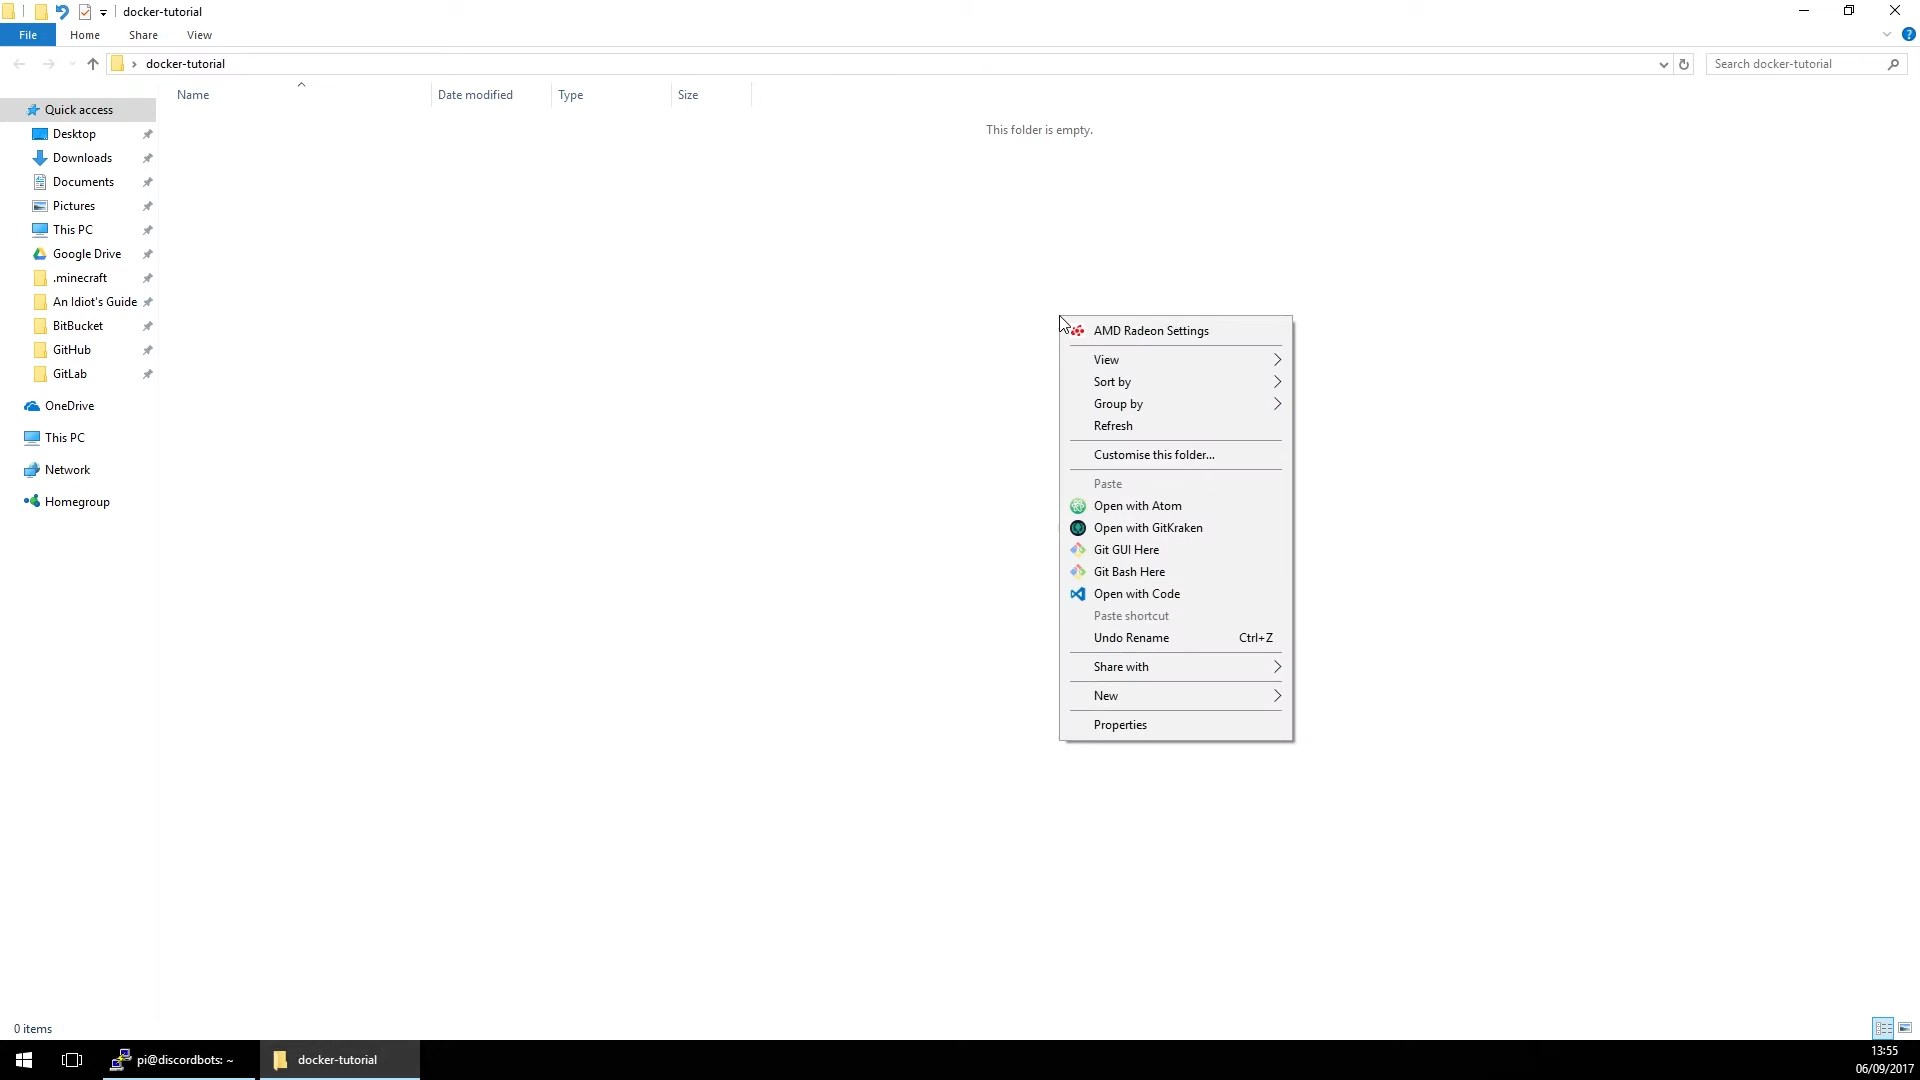 docker-tutorial
File Home Share View
docker-tutorial
Search docker-tutorial
Name Date modified Type Size
This folder is empty.
Quick access
Desktop
Downloads
Documents
Pictures
This PC
Google Drive
.minecraft
An Idiot's Guide
BitBucket
GitHub
GitLab
OneDrive
This PC
Network
Homegroup
AMD Radeon Settings
View
Sort by
Group by
Refresh
Customise this folder...
Paste
Open with Atom
Open with GitKraken
Git GUI Here
Git Bash Here
Open with Code
Paste shortcut
Undo Rename Ctrl+Z
Share with
New
Properties
0 items
pi@discordbots: ~
docker-tutorial
13:55
06/09/2017